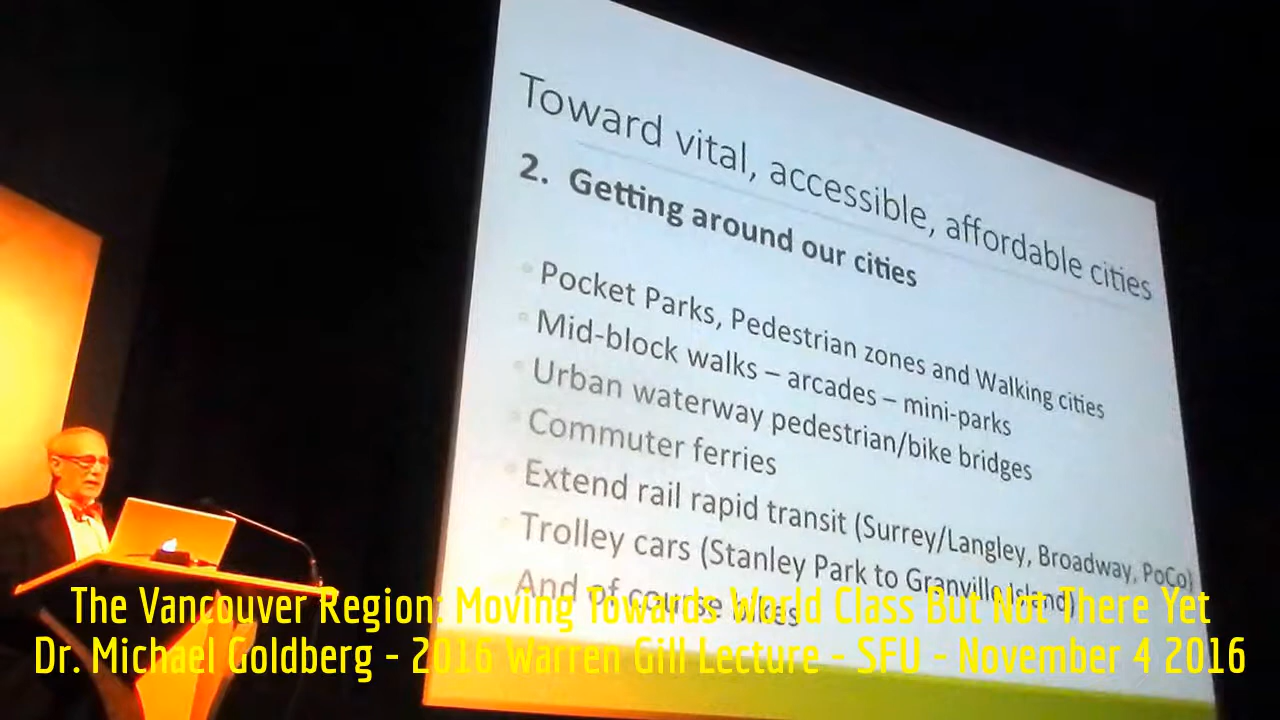 Toward vital, accessible, affordable cities
2. Getting around our cities
Pocket Parks, Pedestrian zones and Walking cities
Mid-block walks – arcades – mini-parks
Urban waterway pedestrian/bike bridges
Commuter ferries
Extend rail rapid transit (Surrey/Langley, Broadway, PoCo)
Trolley cars (Stanley Park to Granville Island)
And of course bikes
The Vancouver Region: Moving Towards World Class But Not There Yet
Dr. Michael Goldberg - 2016 Warren Gill Lecture - SFU - November 4 2016